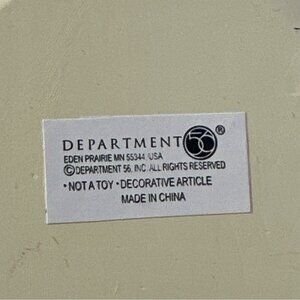 DEPARTMENT 56®
EDEN PRAIRIE MN 55344 USA
©DEPARTMENT 56, INC. ALL RIGHTS RESERVED
•NOT A TOY •DECORATIVE ARTICLE
MADE IN CHINA